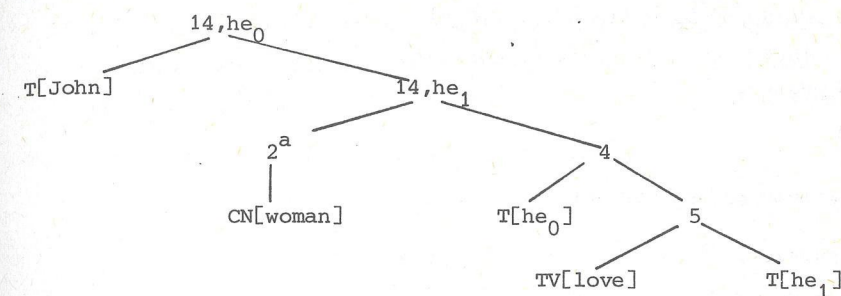 14,he₀
T[John] 14,he₁
2ᵃ 4
CN[woman] T[he₀] 5
TV[love] T[he₁]